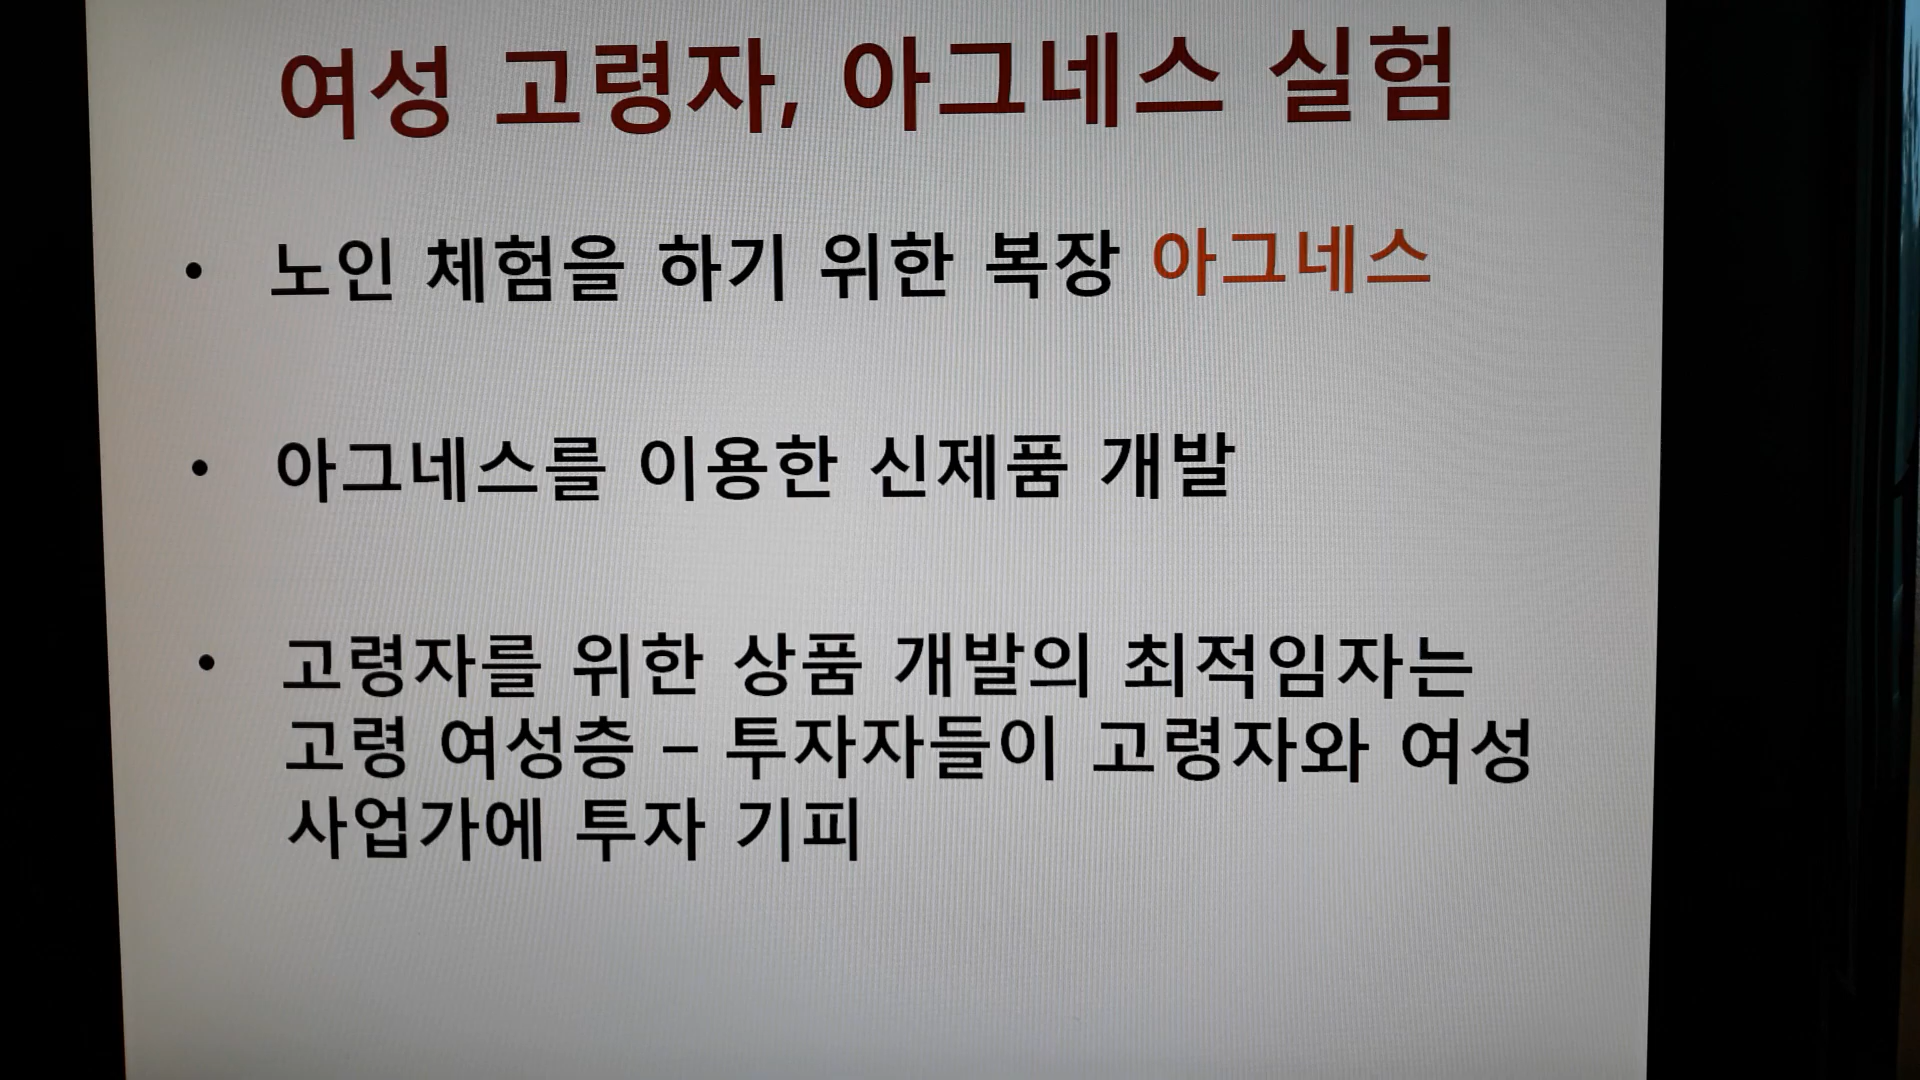 여성 고령자, 아그네스 실험
• 노인 체험을 하기 위한 복장 아그네스
• 아그네스를 이용한 신제품 개발
• 고령자를 위한 상품 개발의 최적임자는
고령 여성층 – 투자자들이 고령자와 여성
사업가에 투자 기피